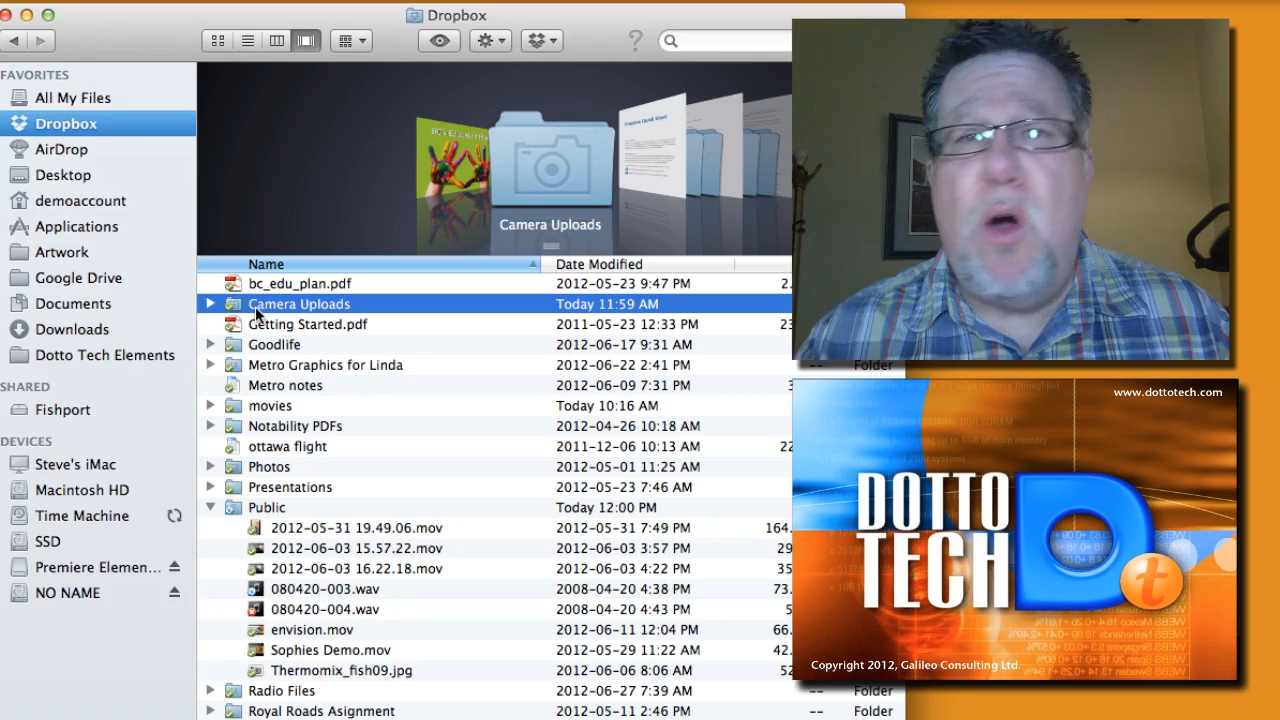 Dropbox
FAVORITES
All My Files
Dropbox
AirDrop
Desktop
demoaccount
Applications
Artwork
Google Drive
Documents
Downloads
Dotto Tech Elements
SHARED
Fishport
DEVICES
Steve's iMac
Macintosh HD
Time Machine
SSD
Premiere Elemen...
NO NAME
Camera Uploads
Name Date Modified
bc_edu_plan.pdf 2012-05-23 9:47 PM 2.
Camera Uploads Today 11:59 AM
Getting Started.pdf 2011-05-23 12:33 PM 23
Goodlife 2012-06-17 9:31 AM
Metro Graphics for Linda 2012-06-22 2:41 PM -- Folder
Metro notes 2012-06-09 7:31 PM
movies Today 10:16 AM
Notability PDFs 2012-04-26 10:18 AM
ottawa flight 2011-12-06 10:13 AM 22
Photos 2012-05-01 11:25 AM
Presentations 2012-05-23 7:46 AM
Public Today 12:00 PM
2012-05-31 19.49.06.mov 2012-05-31 7:49 PM 164.
2012-06-03 15.57.22.mov 2012-06-03 3:57 PM 29
2012-06-03 16.22.18.mov 2012-06-03 4:22 PM 35
080420-003.wav 2008-04-20 4:38 PM 73.
080420-004.wav 2008-04-20 4:43 PM 5
envision.mov 2012-06-11 12:04 PM 66.
Sophies Demo.mov 2012-05-29 11:22 AM 42.
Thermomix_fish09.jpg 2012-06-06 8:06 AM 52
Radio Files 2012-06-27 7:39 AM -- Folder
Royal Roads Asignment 2012-05-11 2:46 PM -- Folder
www.dottotech.com
DOTTO
TECH
D
t
Copyright 2012, Galileo Consulting Ltd.